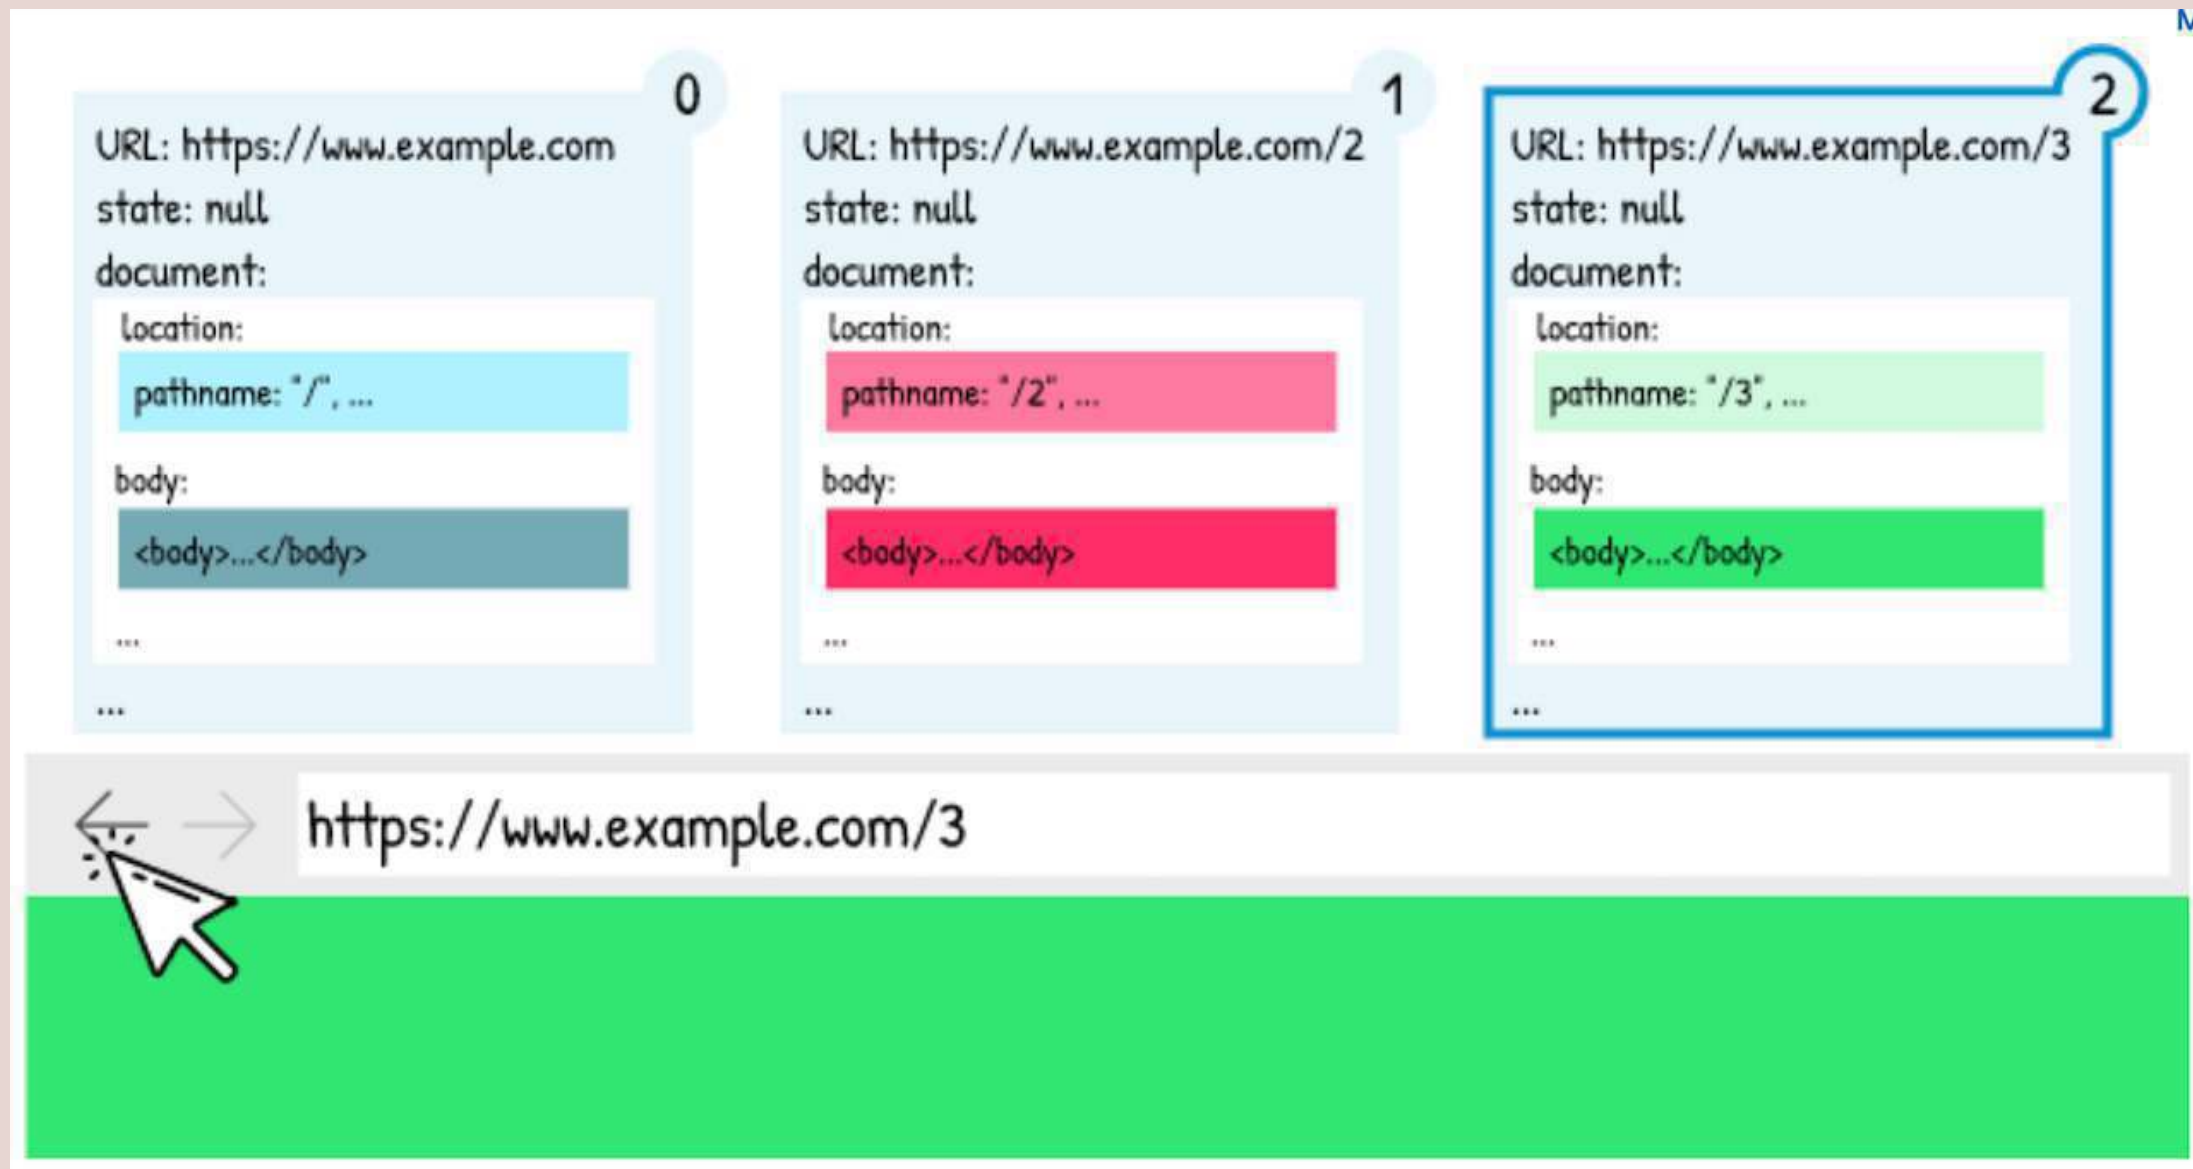 0
URL: https://www.example.com
state: null
document:
location:
pathname: "/", ...
body:
<body>...</body>
...
...
1
URL: https://www.example.com/2
state: null
document:
location:
pathname: "/2", ...
body:
<body>...</body>
...
...
2
URL: https://www.example.com/3
state: null
document:
location:
pathname: "/3", ...
body:
<body>...</body>
...
...
https://www.example.com/3